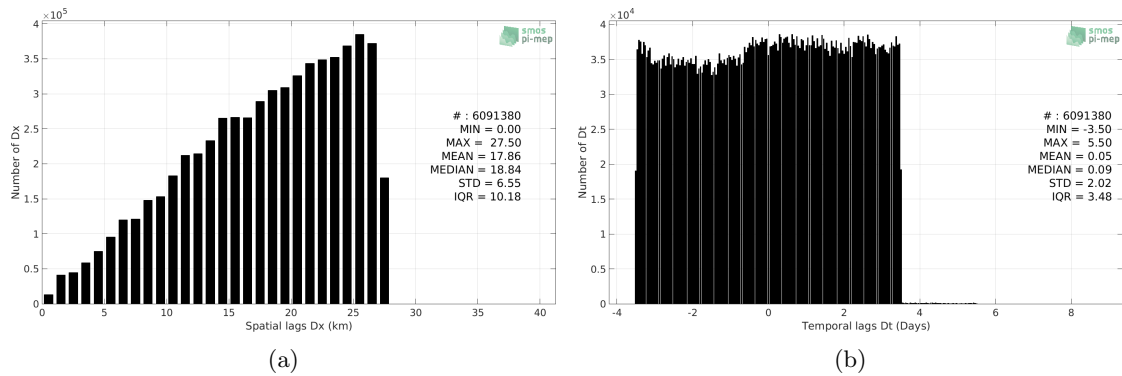 ×10⁵
4
3.5
3
2.5
2
1.5
1
0.5
0
Number of Dx
0 5 10 15 20 25 30 35 40
Spatial lags Dx (km)
smos
pi-mep
# : 6091380
MIN = 0.00
MAX = 27.50
MEAN = 17.86
MEDIAN = 18.84
STD = 6.55
IQR = 10.18
(a)
×10⁴
4
3.5
3
2.5
2
1.5
1
0.5
0
Number of Dt
-4 -2 0 2 4 6 8
Temporal lags Dt (Days)
smos
pi-mep
# : 6091380
MIN = -3.50
MAX = 5.50
MEAN = 0.05
MEDIAN = 0.09
STD = 2.02
IQR = 3.48
(b)